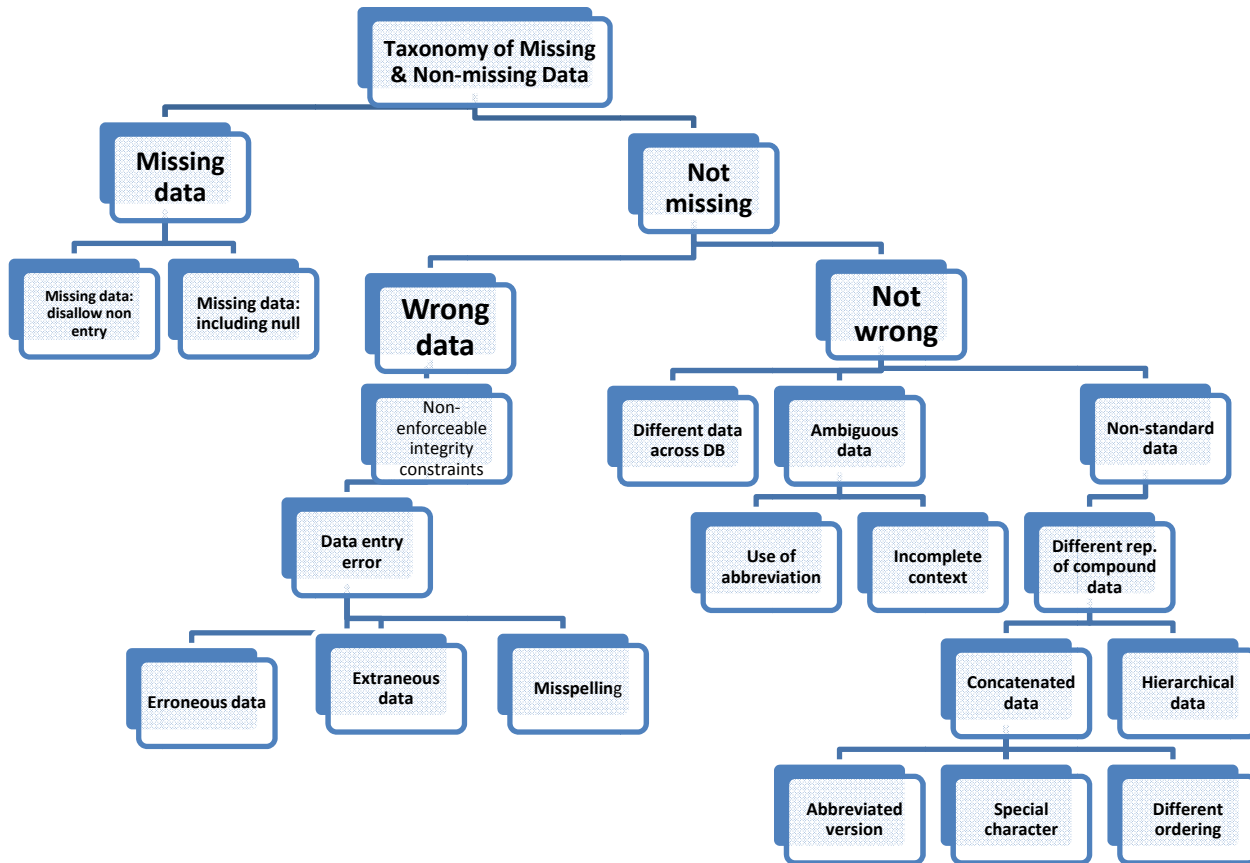 Taxonomy of Missing
& Non-missing Data
Missing
data
Not
missing
Missing data:
disallow non
entry
Missing data:
including null
Wrong
data
Not
wrong
Non-
enforceable
integrity
constraints
Different data
across DB
Ambiguous
data
Non-standard
data
Data entry
error
Use of
abbreviation
Incomplete
context
Different rep.
of compound
data
Erroneous data
Extraneous
data
Misspelling
Concatenated
data
Hierarchical
data
Abbreviated
version
Special
character
Different
ordering